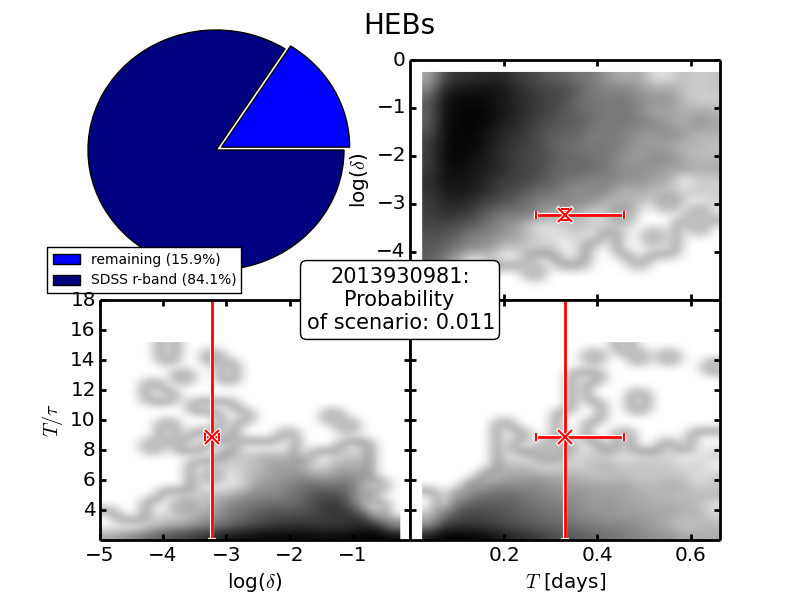 HEBs
remaining (15.9%)
SDSS r-band (84.1%)
0
−1
−2
−3
−4
log(δ)
2013930981:
Probability
of scenario: 0.011
18
16
14
12
10
8
6
4
T/τ
−5 −4 −3 −2 −1
log(δ)
0.2 0.4 0.6
T [days]